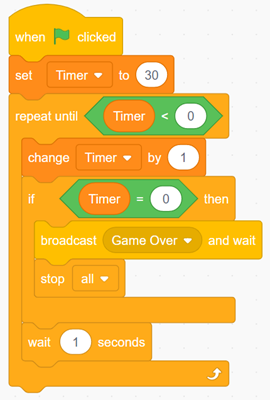 when clicked
set Timer to 30
repeat until Timer < 0
change Timer by 1
if Timer = 0 then
broadcast Game Over and wait
stop all
wait 1 seconds